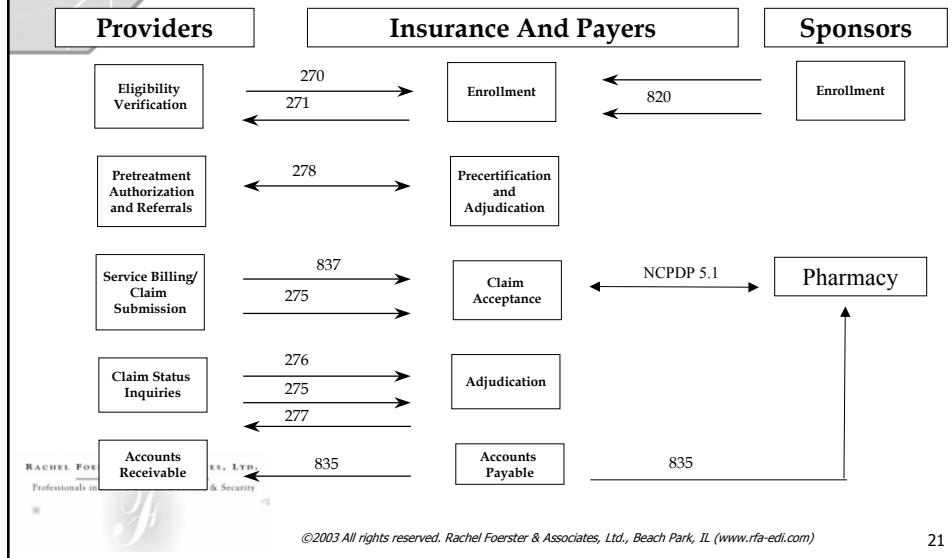 Providers
Insurance And Payers
Sponsors
Eligibility
Verification
270
271
Enrollment
820
Enrollment
Pretreatment
Authorization
and Referrals
278
Precertification
and
Adjudication
Service Billing/
Claim
Submission
837
275
Claim
Acceptance
NCPDP 5.1
Pharmacy
Claim Status
Inquiries
276
275
277
Adjudication
Accounts
Receivable
835
Accounts
Payable
835
RACHEL ES, LTD.
Professionals in & Security
©2003 All rights reserved. Rachel Foerster & Associates, Ltd., Beach Park, IL (www.rfa-edi.com)
21